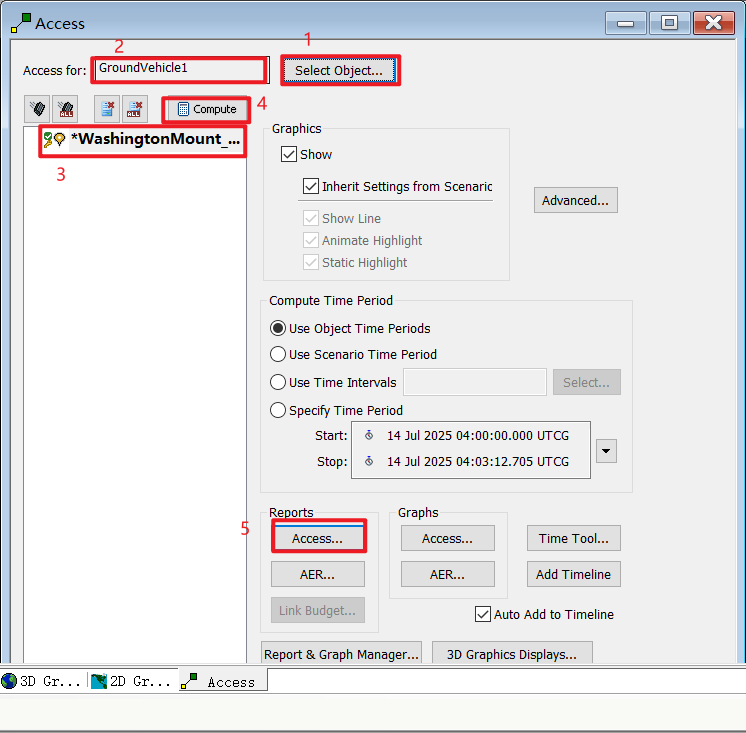 Access
1
2
Access for:
GroundVehicle1
Select Object...
ALL
ALL
Compute
4
*WashingtonMount_...
3
Graphics
Show
Inherit Settings from Scenaric
Show Line
Animate Highlight
Static Highlight
Advanced...
Compute Time Period
Use Object Time Periods
Use Scenario Time Period
Use Time Intervals
Select...
Specify Time Period
Start:
14 Jul 2025 04:00:00.000 UTCG
Stop:
14 Jul 2025 04:03:12.705 UTCG
Reports
Graphs
5
Access...
Access...
Time Tool...
AER...
AER...
Add Timeline
Link Budget...
Auto Add to Timeline
Report & Graph Manager...
3D Graphics Displays...
3D Gr...
2D Gr...
Access